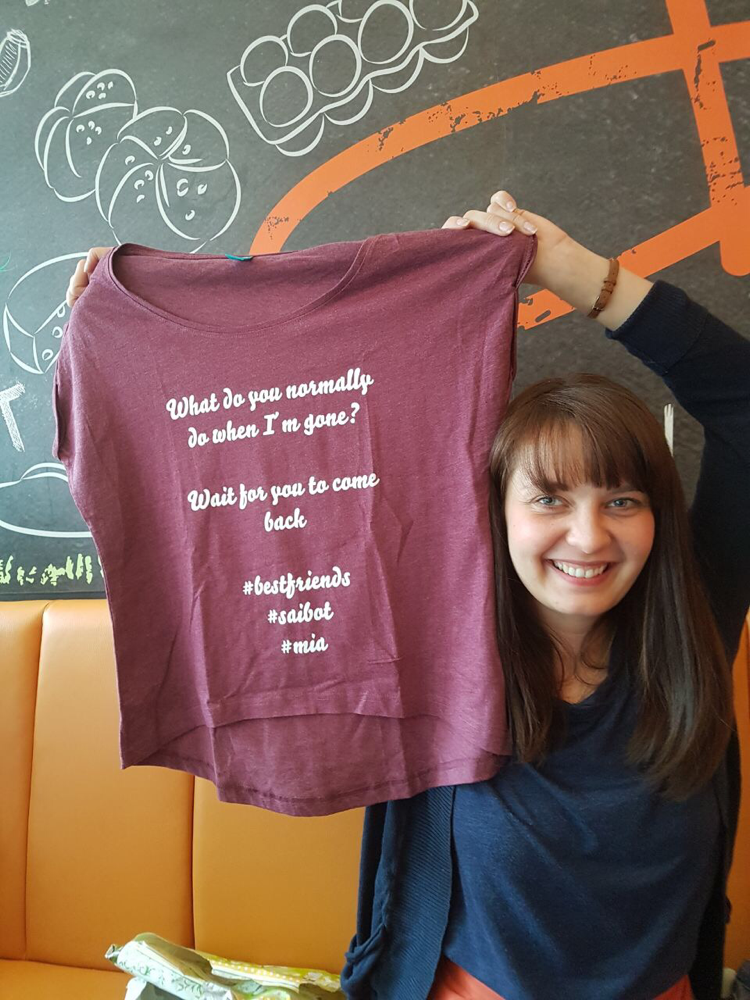 What do you normally
do when I'm gone?
Wait for you to come
back
#bestfriends
#saibot
#mia